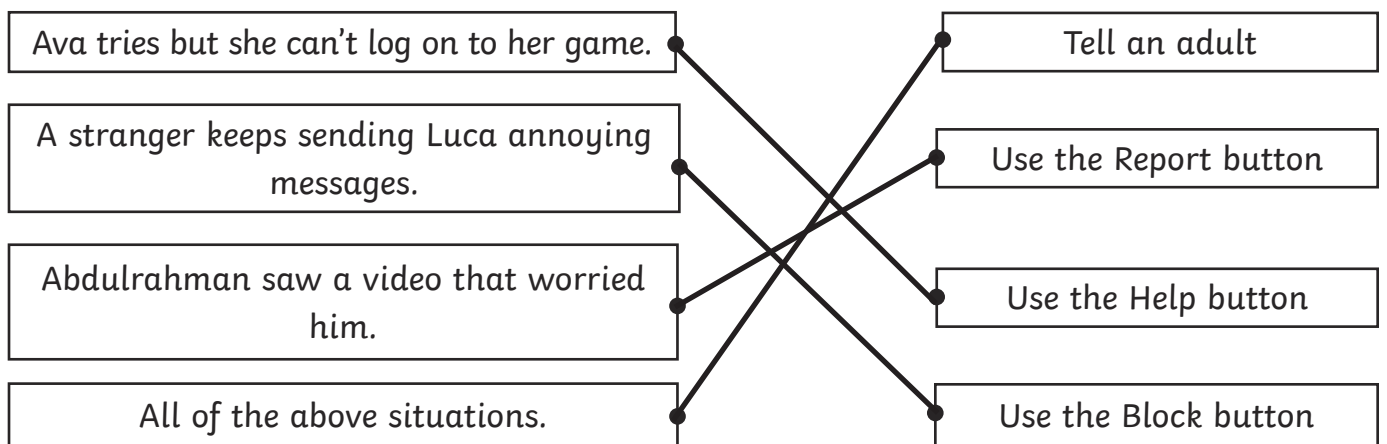 Ava tries but she can't log on to her game.
Tell an adult
A stranger keeps sending Luca annoying
messages.
Use the Report button
Abdulrahman saw a video that worried
him.
Use the Help button
All of the above situations.
Use the Block button